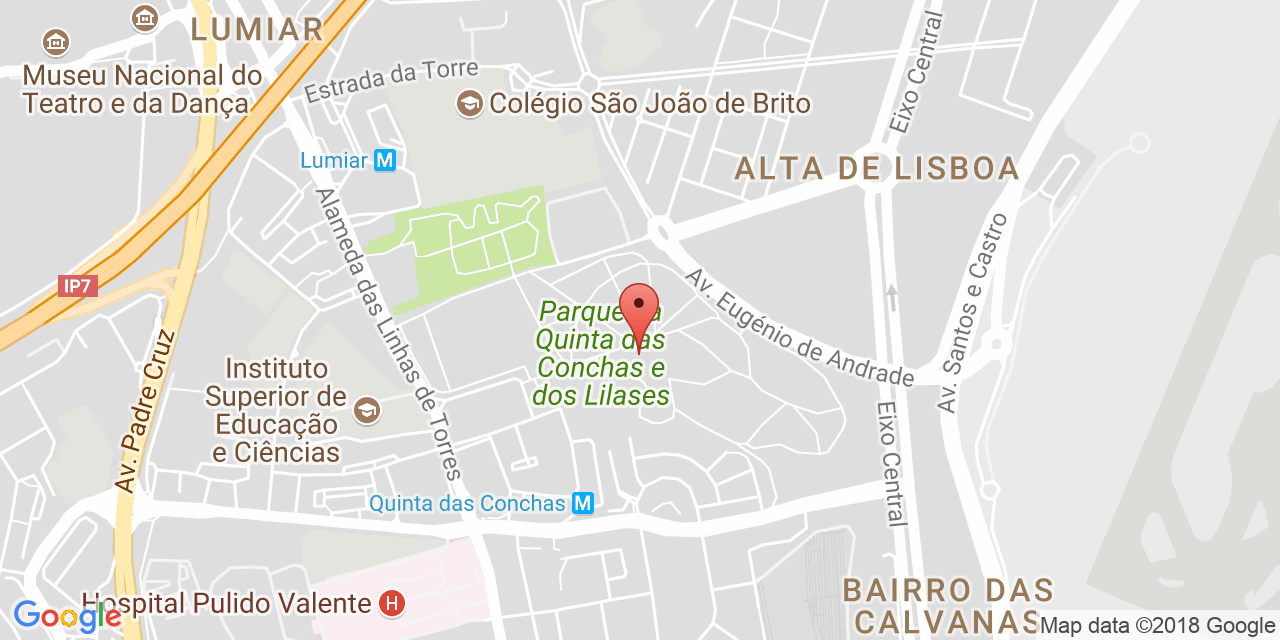 LUMIAR
Museu Nacional do
Teatro e da Dança
Estrada da Torre
Colégio São João de Brito
Eixo Central
Lumiar M
ALTA DE LISBOA
Alameda das Linhas de Torres
IP7
Av. Santos e Castro
Av. Eugénio de Andrade
Parque da
Quinta das
Conchas e
dos Lilases
Av. Padre Cruz
Instituto
Superior de
Educação
e Ciências
Eixo Central
Quinta das Conchas M
Hospital Pulido Valente H
BAIRRO DAS
CALVANAS
Google
Map data ©2018 Google